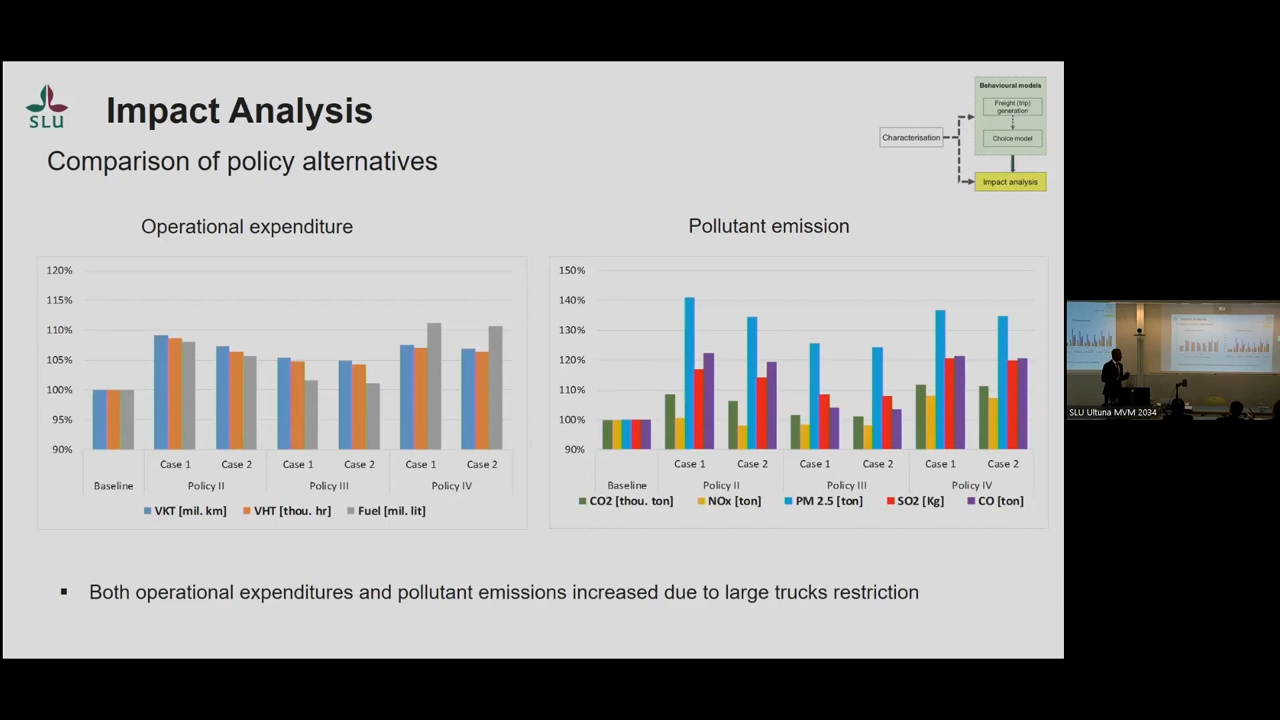 SLU
Impact Analysis
Comparison of policy alternatives
Behavioural models
Freight (trip)
generation
Characterisation
Choice model
Impact analysis
Operational expenditure
120%
115%
110%
105%
100%
95%
90%
Case 1 Case 2 Case 1 Case 2 Case 1 Case 2
Baseline Policy II Policy III Policy IV
VKT [mil. km] VHT [thou. hr] Fuel [mil. lit]
Pollutant emission
150%
140%
130%
120%
110%
100%
90%
Case 1 Case 2 Case 1 Case 2 Case 1 Case 2
Baseline Policy II Policy III Policy IV
CO2 [thou. ton] NOx [ton] PM 2.5 [ton] SO2 [Kg] CO [ton]
▪ Both operational expenditures and pollutant emissions increased due to large trucks restriction
SLU Ultuna MVM 2034